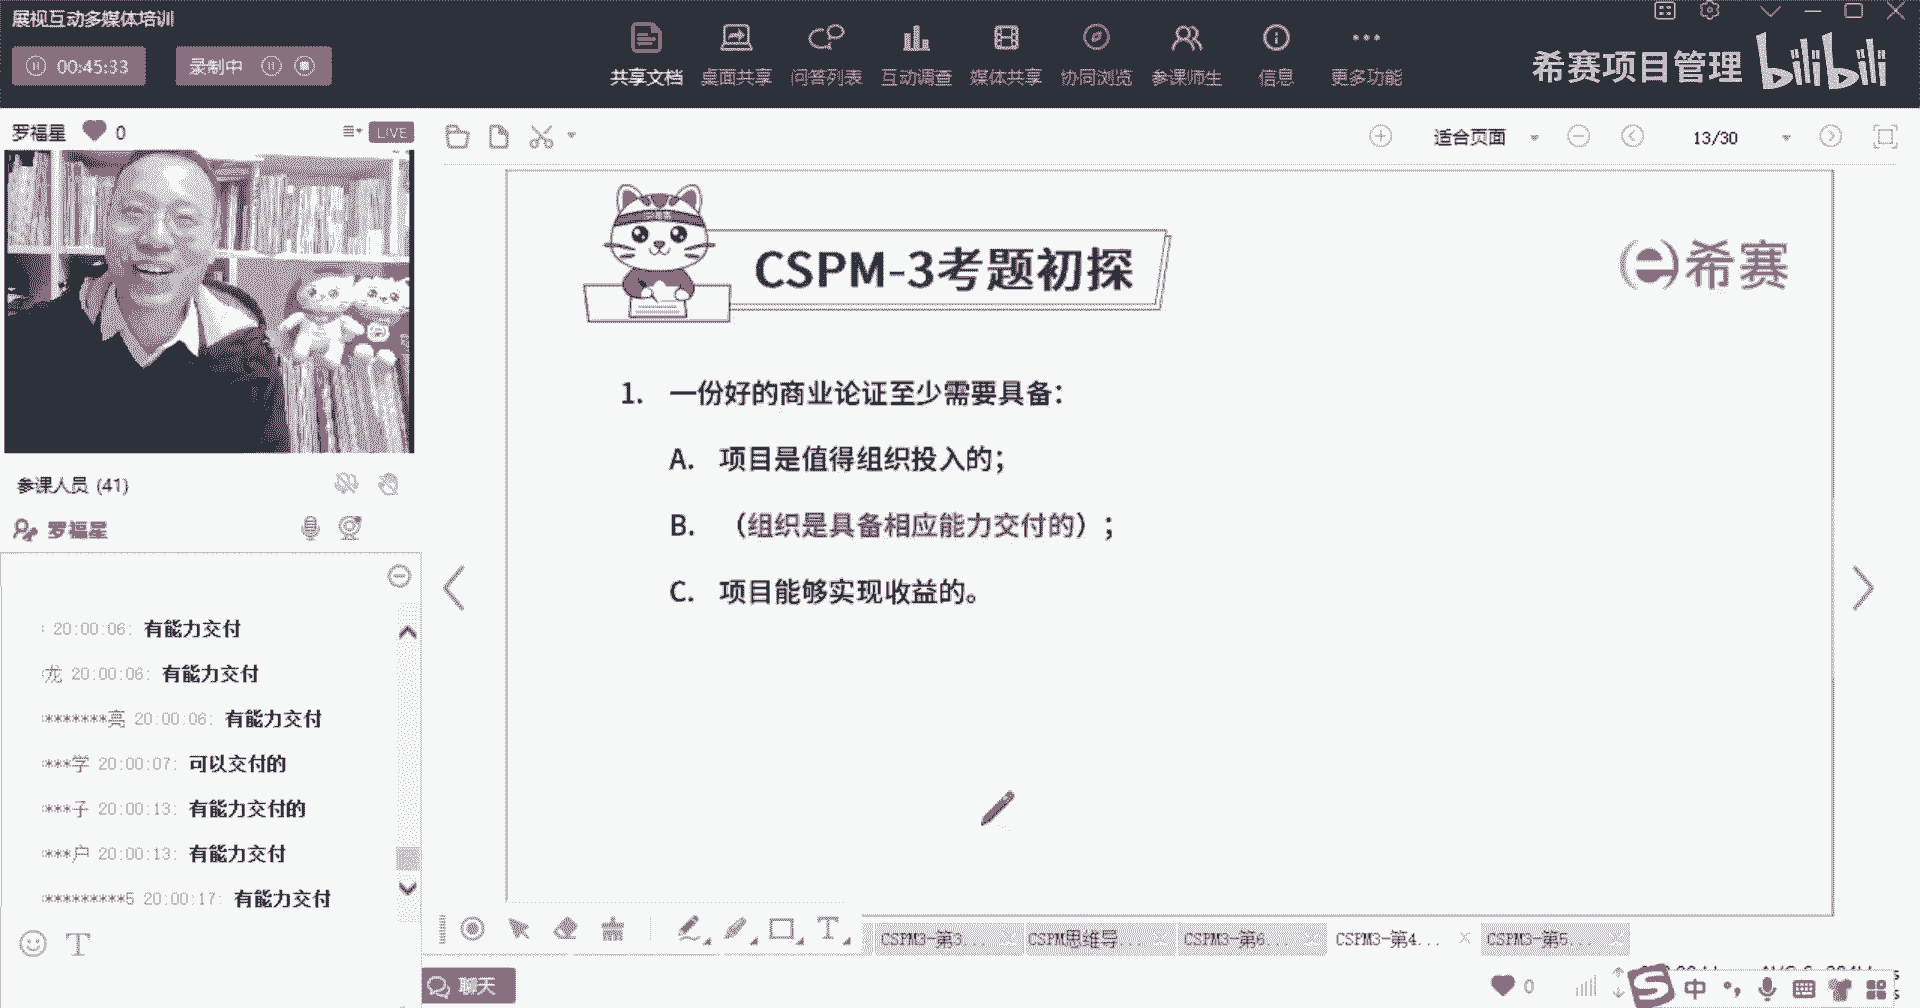 展视互动多媒体培训
00:45:33
录制中
共享文档
桌面共享
问答列表
互动调查
媒体共享
协同浏览
参课师生
信息
更多功能
希赛项目管理
bilibili
罗福星
0
LIVE
适合页面
13/30
CSPM-3考题初探
希赛
1. 一份好的商业论证至少需要具备：
A. 项目是值得组织投入的；
B. （组织是具备相应能力交付的）；
C. 项目能够实现收益的。
参课人员 (41)
罗福星
20:00:06: 有能力交付
龙 20:00:06: 有能力交付
*******亮 20:00:06: 有能力交付
***学 20:00:07: 可以交付的
***子 20:00:13: 有能力交付的
***户 20:00:13: 有能力交付
*********5 20:00:17: 有能力交付
T
T
CSPM3-第3...
CSPM思维导...
CSPM3-第6...
CSPM3-第4...
CSPM3-第5...
聊天
0
S
中